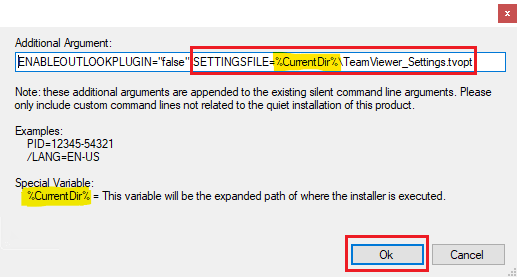 Additional Argument:
ENABLEOUTLOOKPLUGIN="false" SETTINGSFILE=%CurrentDir%\TeamViewer_Settings.tvopt
Note: these additional arguments are appended to the existing silent command line arguments. Please
only include custom command lines not related to the quiet installation of this product.
Examples:
PID=12345-54321
/LANG=EN-US
Special Variable:
%CurrentDir% = This variable will be the expanded path of where the installer is executed.
Ok
Cancel